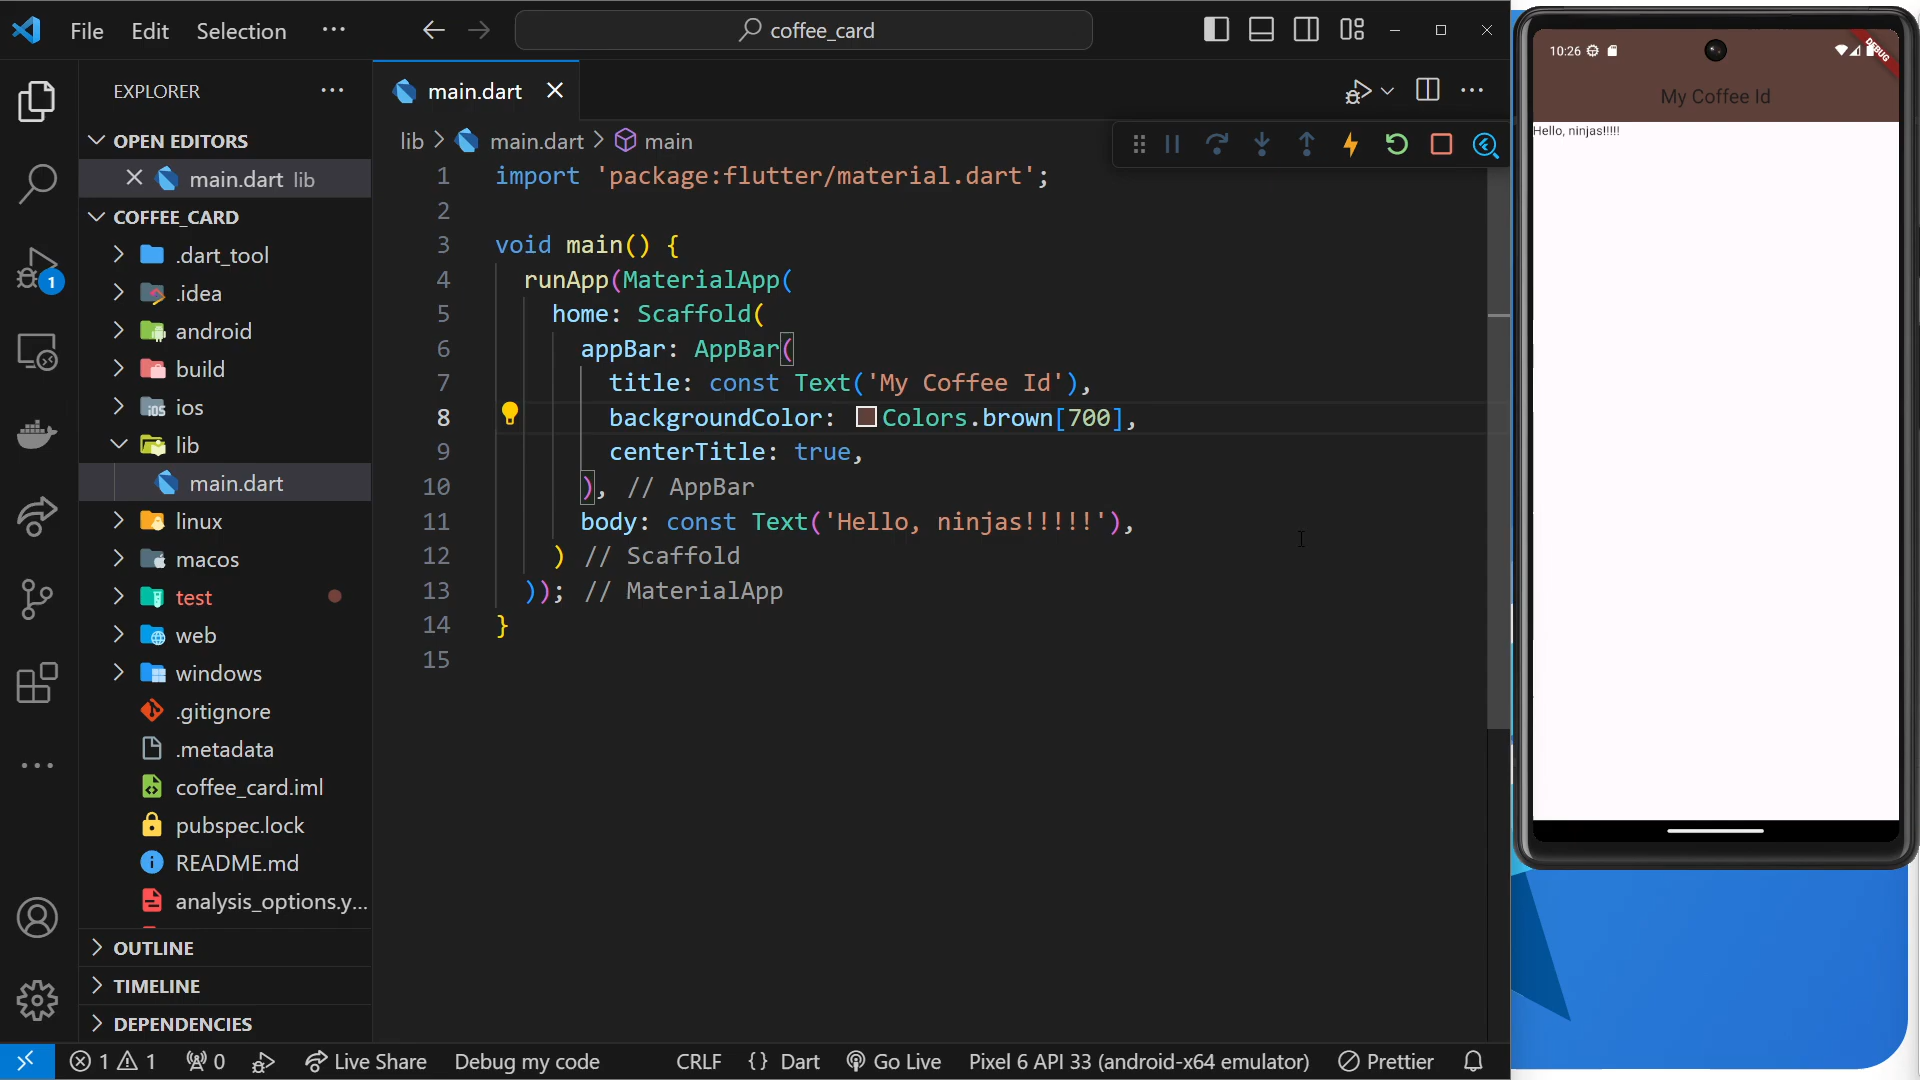 File Edit Selection ···
coffee_card
EXPLORER
OPEN EDITORS
main.dart lib
COFFEE_CARD
.dart_tool
.idea
android
build
ios
lib
main.dart
linux
macos
test
web
windows
.gitignore
.metadata
coffee_card.iml
pubspec.lock
README.md
analysis_options.y...
OUTLINE
TIMELINE
DEPENDENCIES
main.dart
lib > main.dart > main
1 import 'package:flutter/material.dart';
2
3 void main() {
4 runApp(MaterialApp(
5 home: Scaffold(
6 appBar: AppBar(
7 title: const Text('My Coffee Id'),
8 backgroundColor: Colors.brown[700],
9 centerTitle: true,
10 ), // AppBar
11 body: const Text('Hello, ninjas!!!!!'),
12 ) // Scaffold
13 )); // MaterialApp
14 }
15
1
1 1 0 Live Share Debug my code CRLF {} Dart Go Live Pixel 6 API 33 (android-x64 emulator) Prettier
10:26
DEBUG
My Coffee Id
Hello, ninjas!!!!!